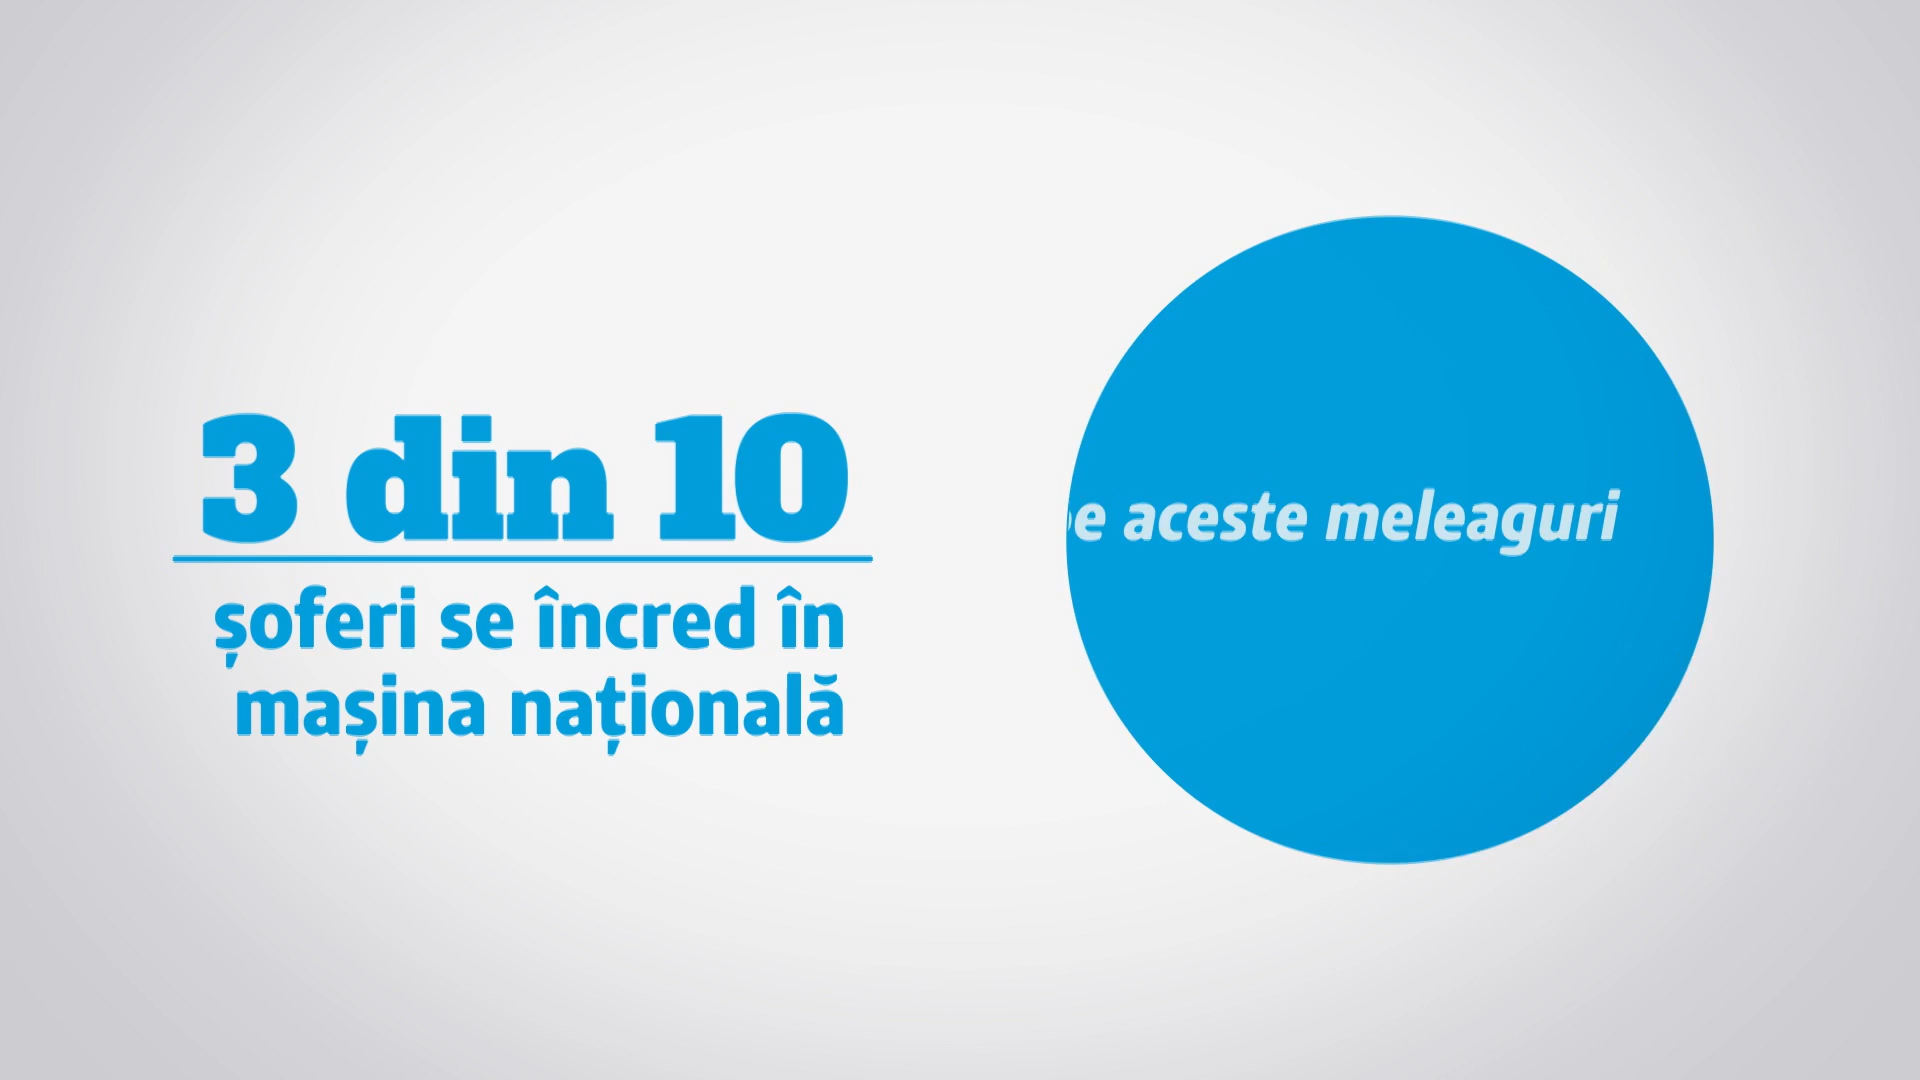 3 din 10
șoferi se încred în
mașina națională
aceste meleaguri